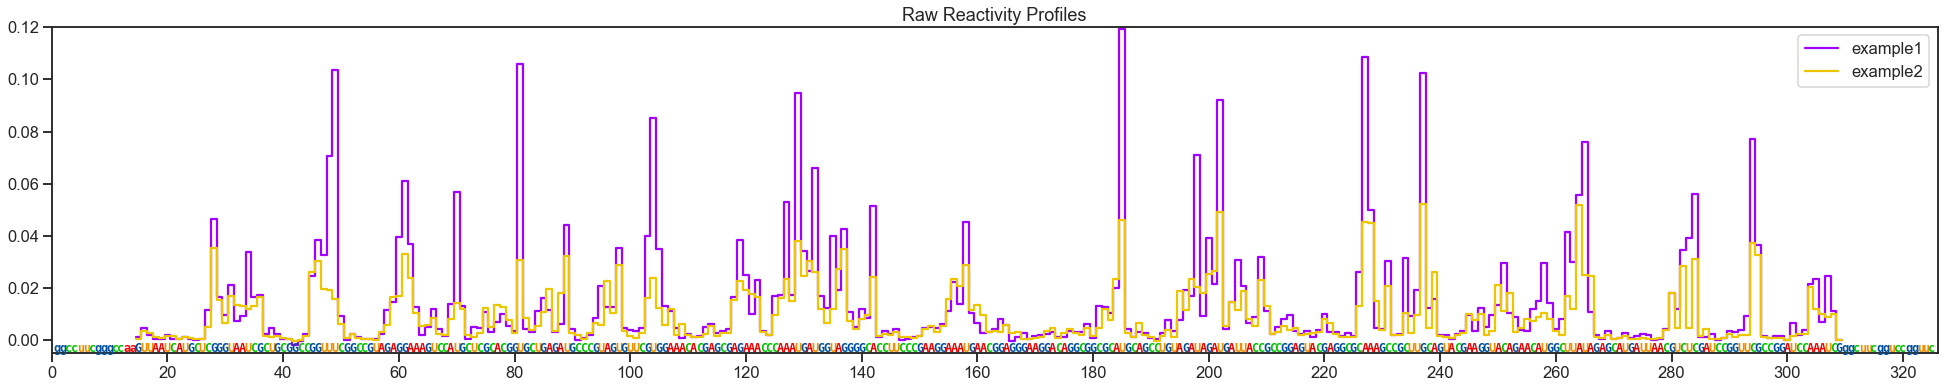 Raw Reactivity Profiles
example1
example2
0.12
0.10
0.08
0.06
0.04
0.02
0.00
ggccuucgggccaaGUUAAUCAUGCUCGGGUAAUCGCUGCGGCCGGUUUCGGCCGUAGAGGAAAGUCCAUGCUCGCACGGUGCUGAGAUGCCCGUAGUGUUCGUGGAAACACGAGCGAGAAACCCAAAUGAUGGUAGGGGCACCUUCCCGAAGGAAAUGAACGGAGGGAAGGACAGGCGGCGCAUGCAGCCUGUAGAUAGAUGAUUACCGCCGGAGUACGAGGCGCAAAGCCGCUUGCAGUACGAAGGUACAGAACAUGGCUUAUAGAGCAUGAUUAACGUCUCGAUCCGGUUCGCCGGAUCCAAAUCGggcuucgguccgguuc
0 20 40 60 80 100 120 140 160 180 200 220 240 260 280 300 320